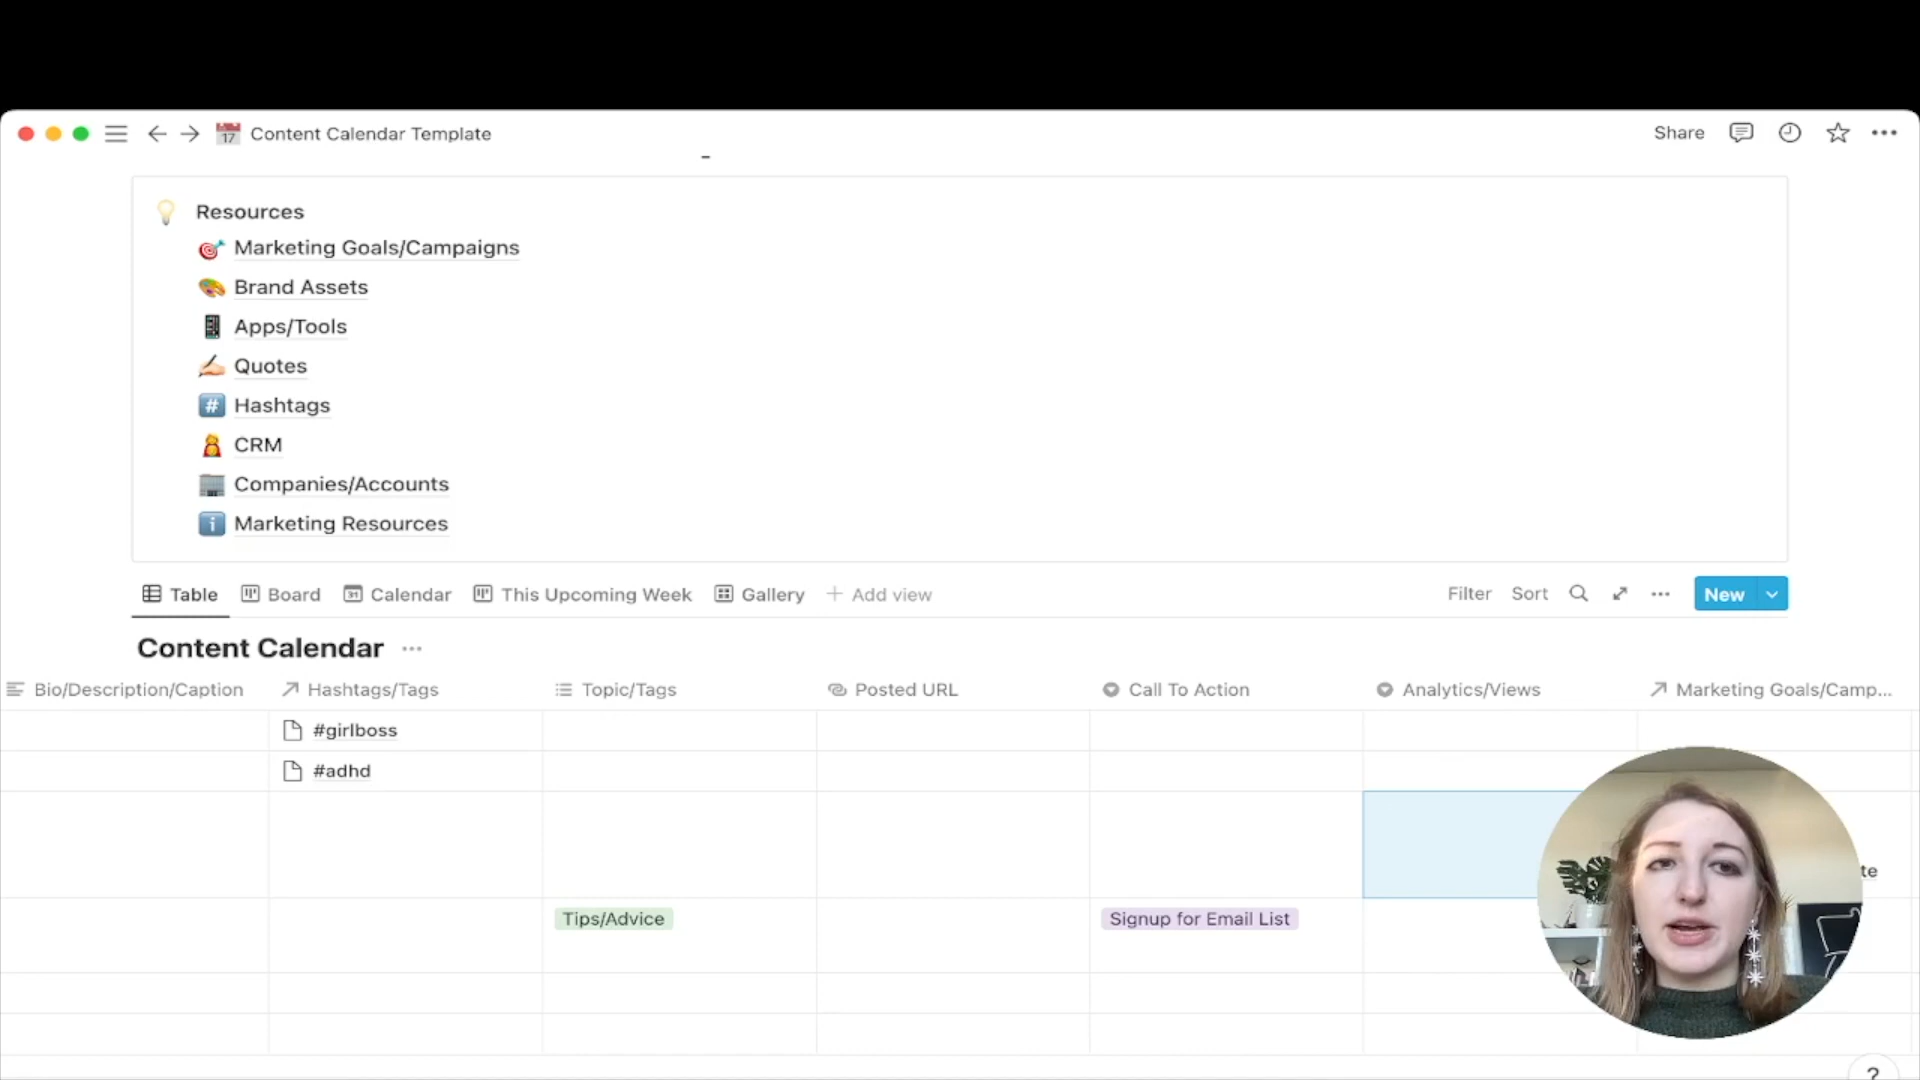 17 Content Calendar Template
Share
Resources
Marketing Goals/Campaigns
Brand Assets
Apps/Tools
Quotes
# Hashtags
CRM
Companies/Accounts
i Marketing Resources
Table Board 31 Calendar This Upcoming Week Gallery + Add view Filter Sort New
Content Calendar
Bio/Description/Caption Hashtags/Tags Topic/Tags Posted URL Call To Action Analytics/Views Marketing Goals/Camp...
#girlboss
#adhd
te
Tips/Advice Signup for Email List
?